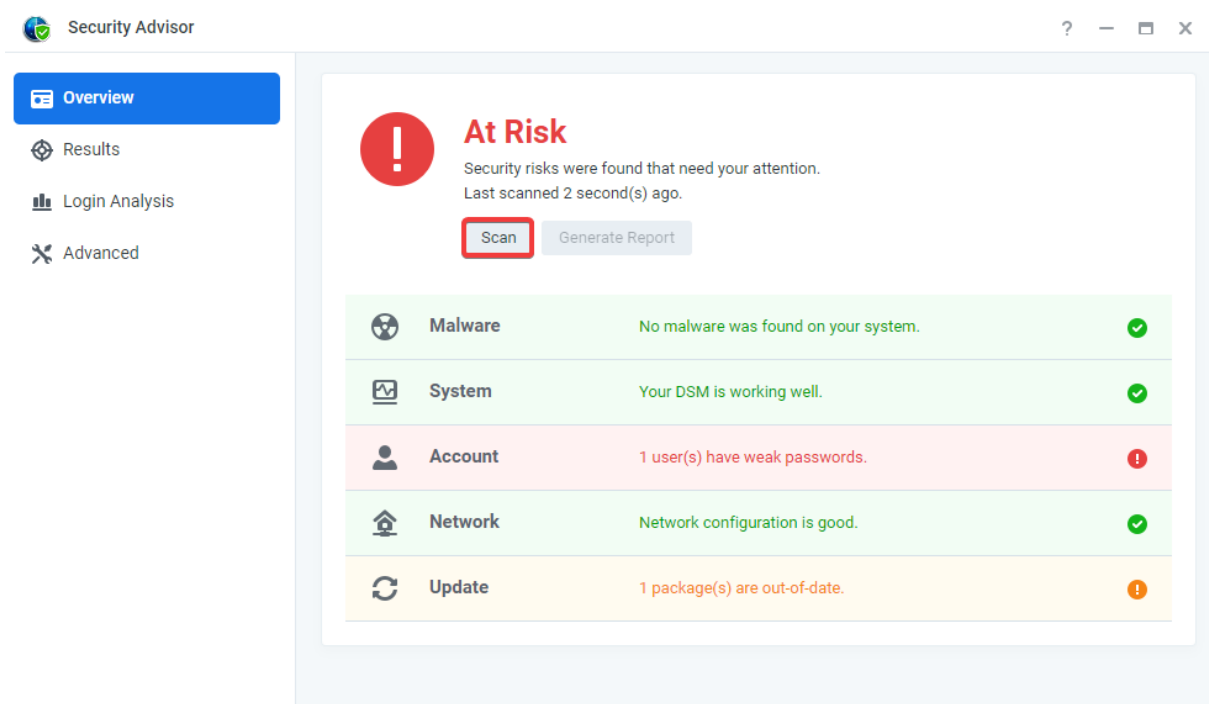 Security Advisor
?
Overview
Results
Login Analysis
Advanced
At Risk
Security risks were found that need your attention.
Last scanned 2 second(s) ago.
Scan Generate Report
Malware No malware was found on your system.
System Your DSM is working well.
Account 1 user(s) have weak passwords.
Network Network configuration is good.
Update 1 package(s) are out-of-date.